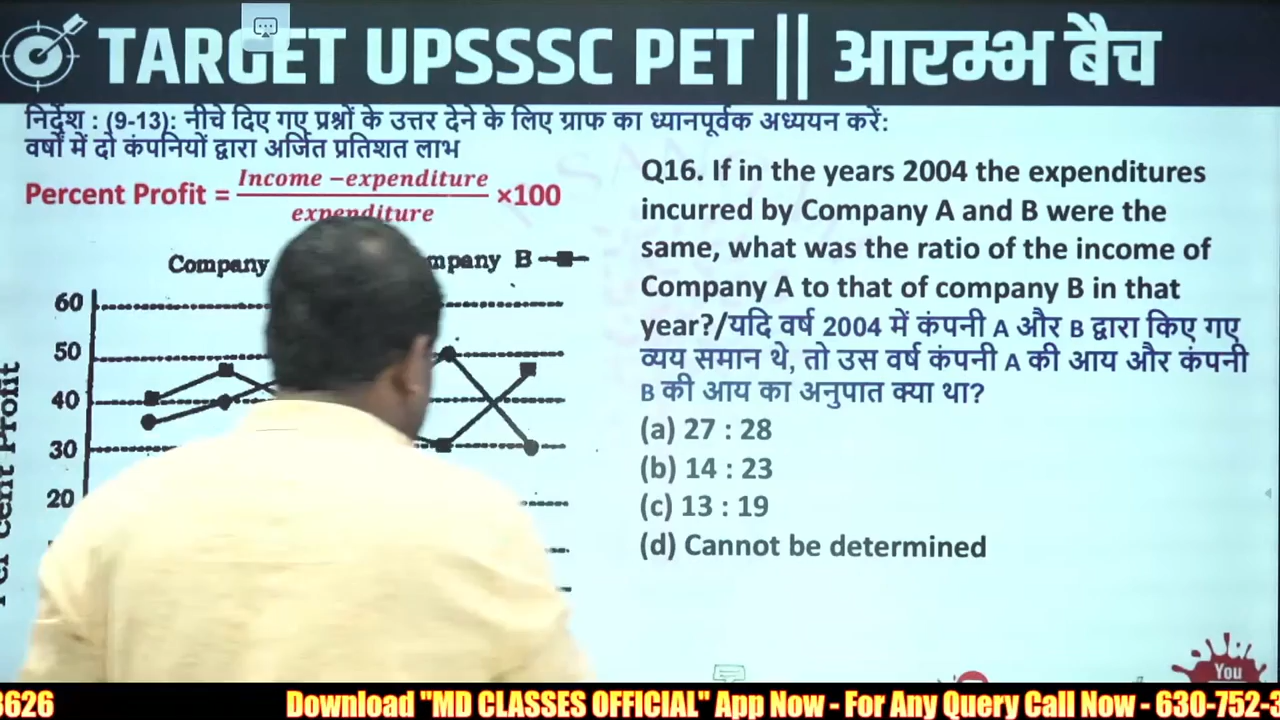 TARGET UPSSSC PET || आरम्भ बैच
निर्देश : (9-13): नीचे दिए गए प्रश्नों के उत्तर देने के लिए ग्राफ का ध्यानपूर्वक अध्ययन करें:
वर्षों में दो कंपनियों द्वारा अर्जित प्रतिशत लाभ
Percent Profit = Income −expenditure / expenditure ×100
Company B
60
50
40
30
20
Per cent Profit
Q16. If in the years 2004 the expenditures
incurred by Company A and B were the
same, what was the ratio of the income of
Company A to that of company B in that
year?/यदि वर्ष 2004 में कंपनी A और B द्वारा किए गए
व्यय समान थे, तो उस वर्ष कंपनी A की आय और कंपनी
B की आय का अनुपात क्या था?
(a) 27 : 28
(b) 14 : 23
(c) 13 : 19
(d) Cannot be determined
You
3626 Download "MD CLASSES OFFICIAL" App Now - For Any Query Call Now - 630-752-3